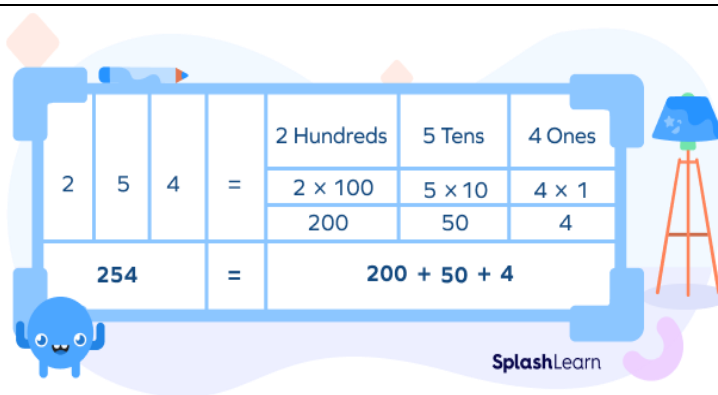 2 Hundreds 5 Tens 4 Ones
2 5 4 = 2 × 100 5 × 10 4 × 1
200 50 4
254 = 200 + 50 + 4
SplashLearn